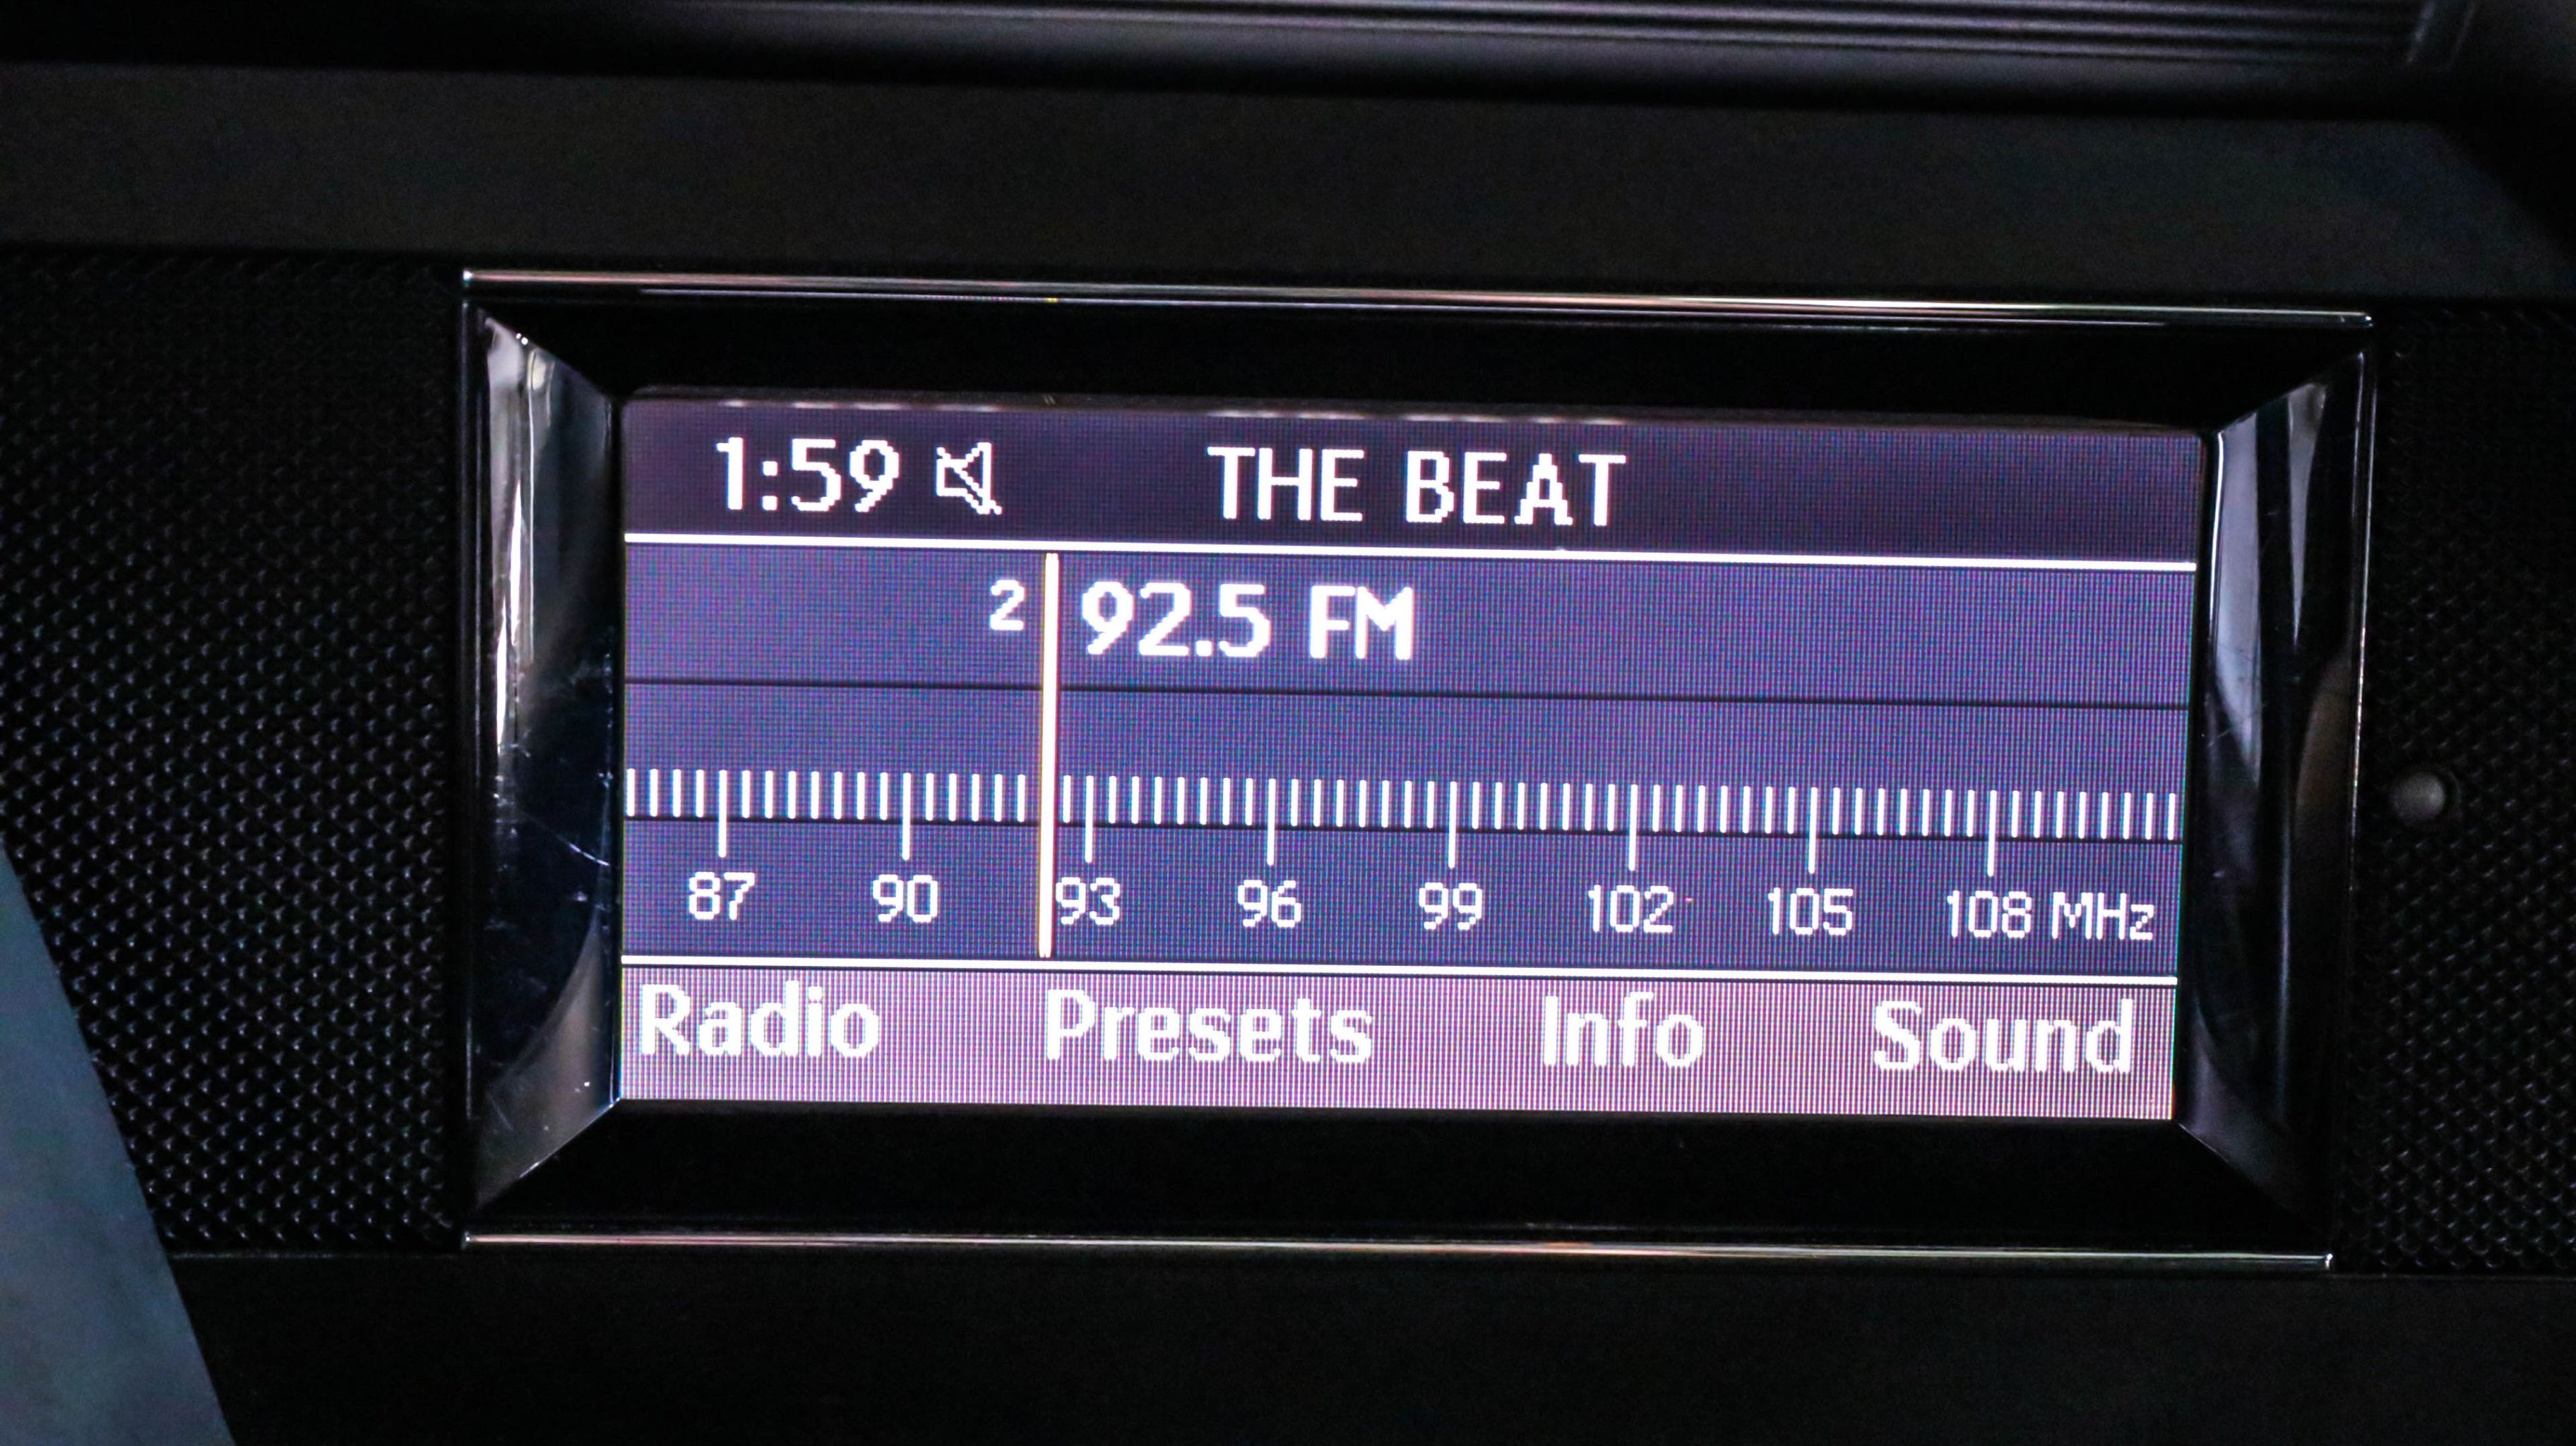 1:59 THE BEAT
2 92.5 FM
87 90 93 96 99 102 105 108 MHz
Radio Presets Info Sound